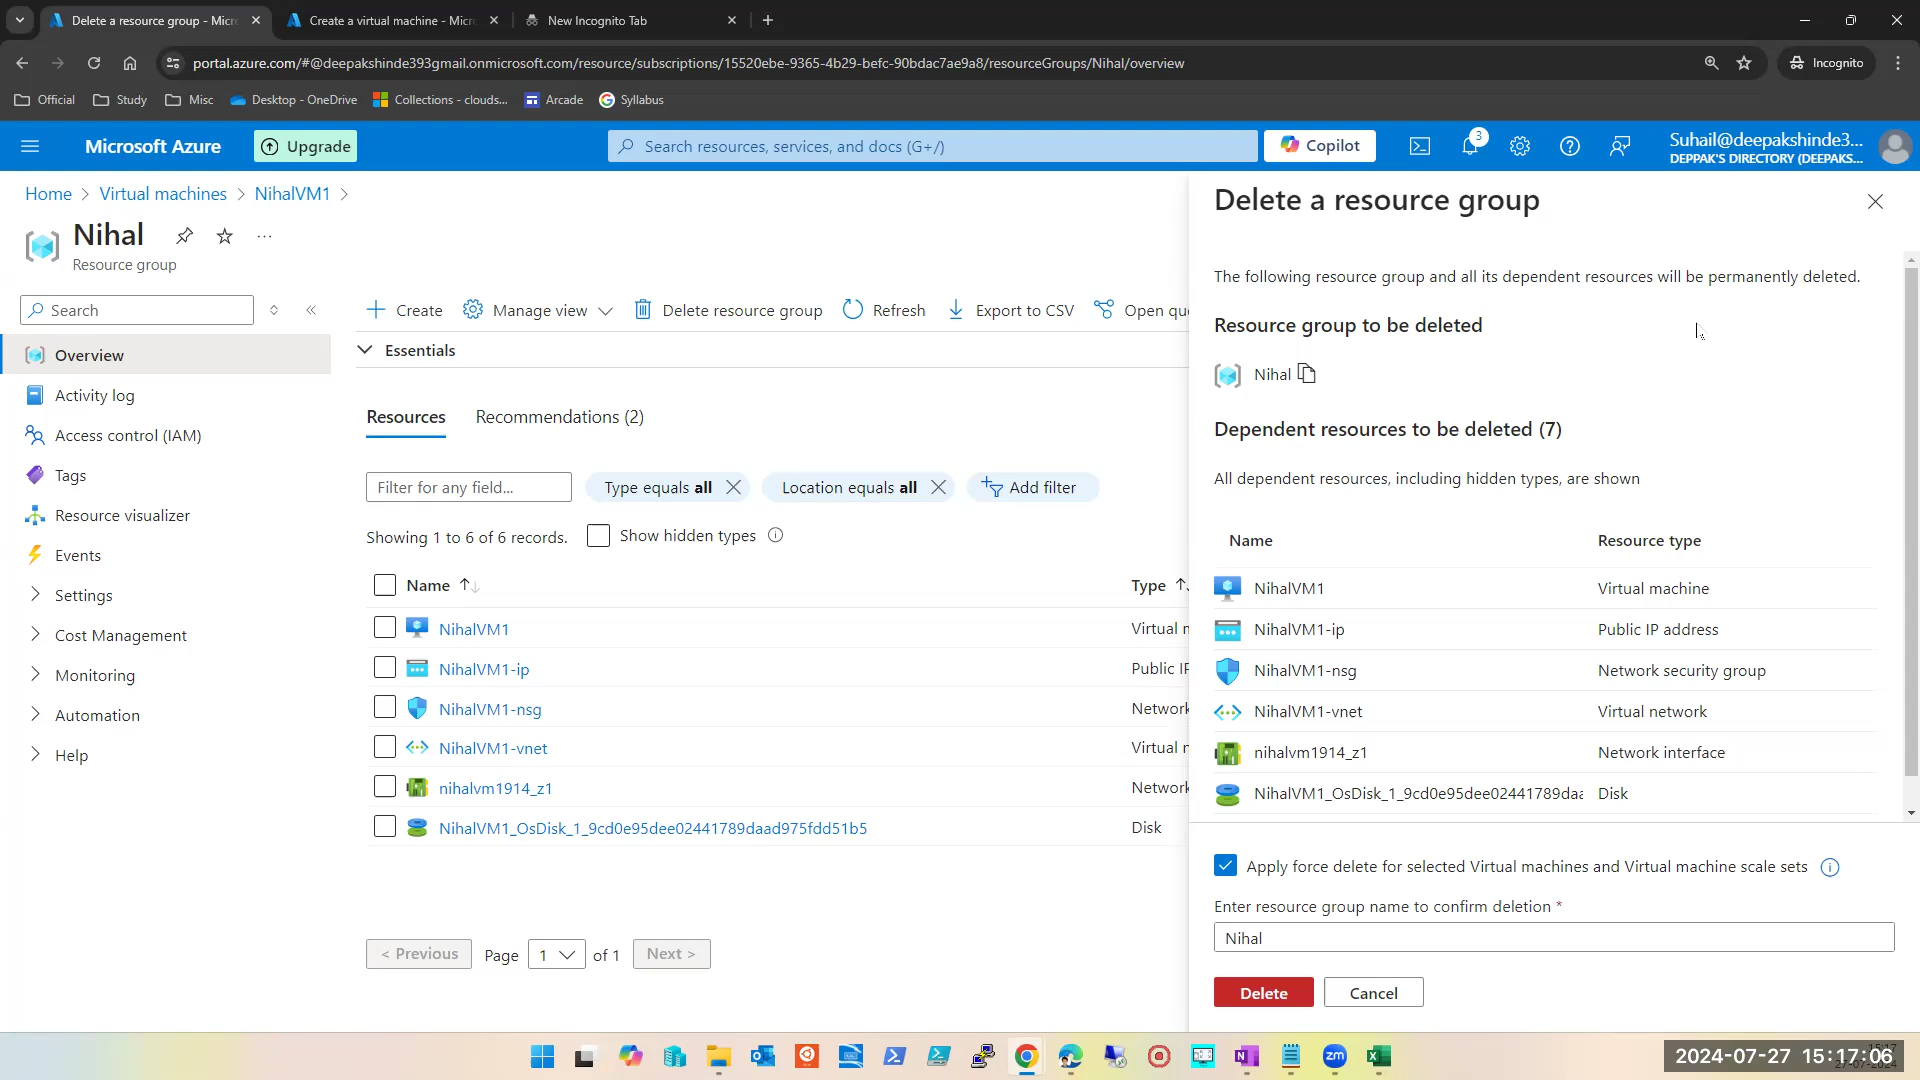 Delete a resource group - Micr
Create a virtual machine - Micr
New Incognito Tab
portal.azure.com/#@deepakshinde393gmail.onmicrosoft.com/resource/subscriptions/15520ebe-9365-4b29-befc-90bdac7ae9a8/resourceGroups/Nihal/overview
Incognito
Official
Study
Misc
Desktop - OneDrive
Collections - clouds...
Arcade
Syllabus
Microsoft Azure
Upgrade
Search resources, services, and docs (G+/)
Copilot
3
Suhail@deepakshinde3...
DEPPAK'S DIRECTORY (DEEPAKS...
Home > Virtual machines > NihalVM1 >
Nihal
Resource group
Search
Overview
Activity log
Access control (IAM)
Tags
Resource visualizer
Events
Settings
Cost Management
Monitoring
Automation
Help
Create
Manage view
Delete resource group
Refresh
Export to CSV
Open qu
Essentials
Resources
Recommendations (2)
Filter for any field...
Type equals all
Location equals all
Add filter
Showing 1 to 6 of 6 records.
Show hidden types
Name
Type
NihalVM1
Virtual m
NihalVM1-ip
Public IP
NihalVM1-nsg
Network
NihalVM1-vnet
Virtual n
nihalvm1914_z1
Network
NihalVM1_OsDisk_1_9cd0e95dee02441789daad975fdd51b5
Disk
< Previous
Page
1
of 1
Next >
Delete a resource group
The following resource group and all its dependent resources will be permanently deleted.
Resource group to be deleted
Nihal
Dependent resources to be deleted (7)
All dependent resources, including hidden types, are shown
Name
Resource type
NihalVM1
Virtual machine
NihalVM1-ip
Public IP address
NihalVM1-nsg
Network security group
NihalVM1-vnet
Virtual network
nihalvm1914_z1
Network interface
NihalVM1_OsDisk_1_9cd0e95dee02441789daa
Disk
Apply force delete for selected Virtual machines and Virtual machine scale sets
Enter resource group name to confirm deletion *
Nihal
Delete
Cancel
zm
2024-07-27 15:17:06